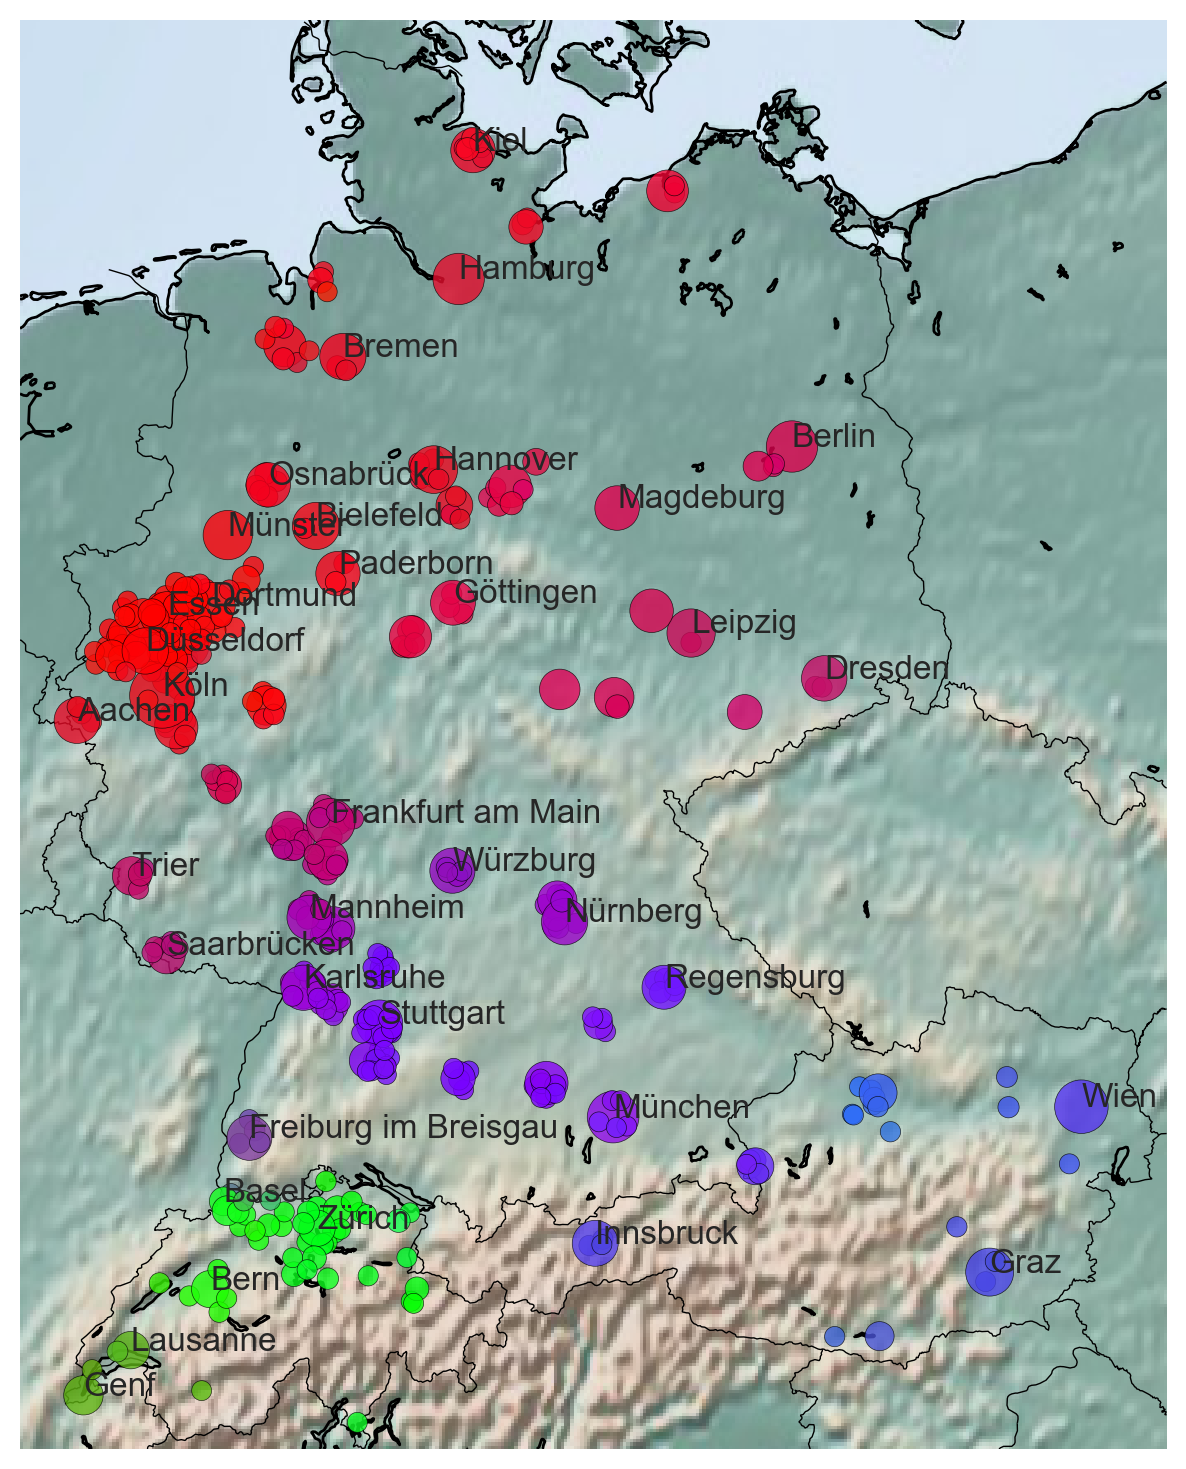 Kiel
Hamburg
Bremen
Berlin
Hannover
Osnabrück
Magdeburg
Bielefeld
Münster
Paderborn
Göttingen
Dortmund
Essen
Leipzig
Düsseldorf
Dresden
Köln
Aachen
Frankfurt am Main
Würzburg
Trier
Mannheim
Nürnberg
Saarbrücken
Karlsruhe
Regensburg
Stuttgart
Wien
München
Freiburg im Breisgau
Basel
Zürich
Innsbruck
Graz
Bern
Lausanne
Genf